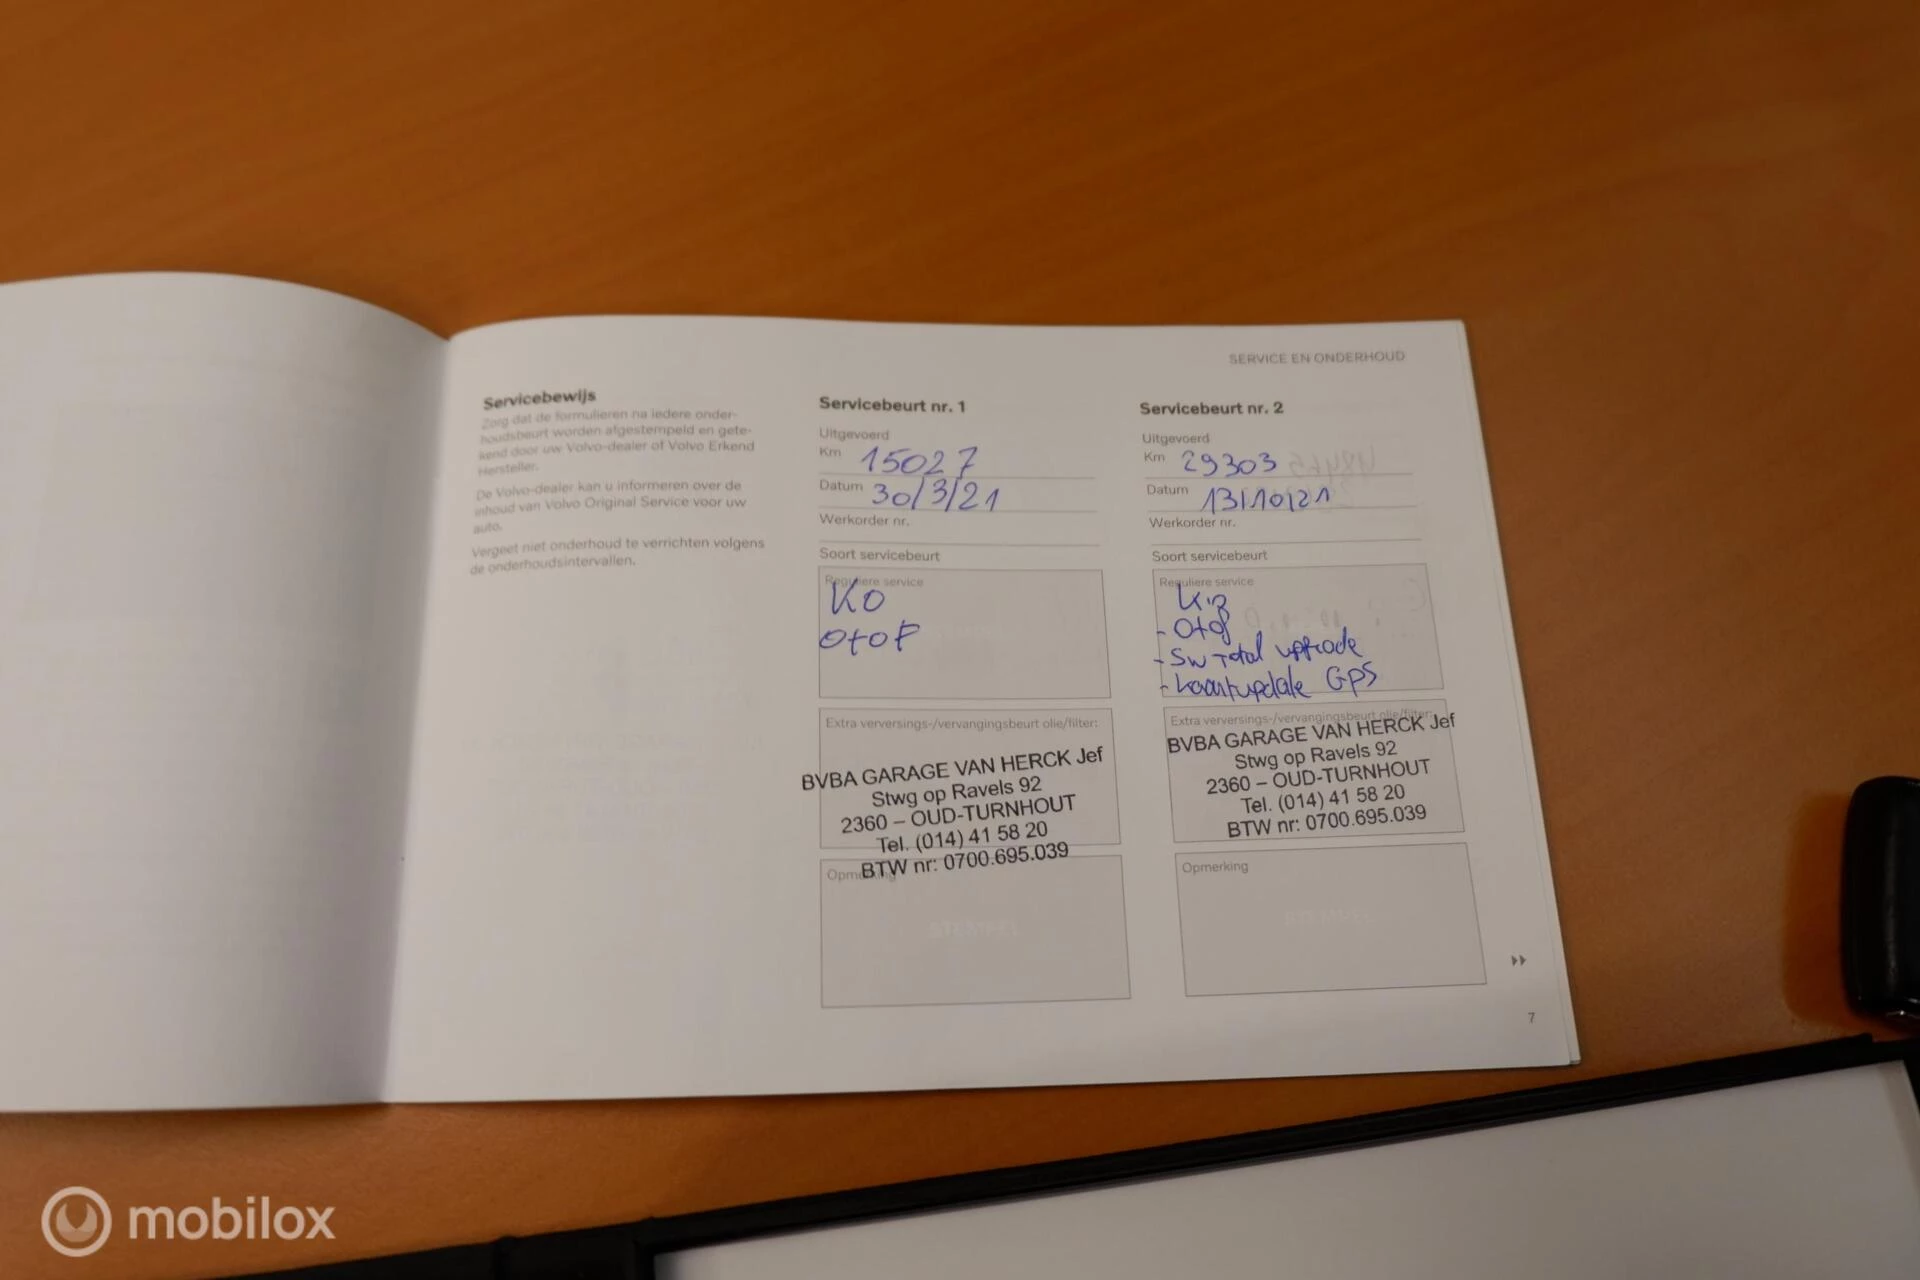 SERVICE EN ONDERHOUD
Servicebewijs
Zorg dat de formulieren na iedere onder-
houdsbeurt worden afgestempeld en gete-
kend door uw Volvo-dealer of Volvo Erkend
Hersteller.
De Volvo-dealer kan u informeren over de
inhoud van Volvo Original Service voor uw
auto.
Vergeet niet onderhoud te verrichten volgens
de onderhoudsintervallen.
Servicebeurt nr. 1
Uitgevoerd
Km 15027
Datum 30/3/21
Werkorder nr.
Soort servicebeurt
Reguliere service
KO
O+oF
Extra verversings-/vervangingsbeurt olie/filter:
BVBA GARAGE VAN HERCK Jef
Stwg op Ravels 92
2360 – OUD-TURNHOUT
Tel. (014) 41 58 20
BTW nr: 0700.695.039
Opmerking
STEMPEL
Servicebeurt nr. 2
Uitgevoerd
Km 29303
Datum 13/10/21
Werkorder nr.
Soort servicebeurt
Reguliere service
- O+of
- Sw Total upgrade
- kaartupdate GPS
Extra verversings-/vervangingsbeurt olie/filter:
BVBA GARAGE VAN HERCK Jef
Stwg op Ravels 92
2360 – OUD-TURNHOUT
Tel. (014) 41 58 20
BTW nr: 0700.695.039
Opmerking
STEMPEL
7
mobilox